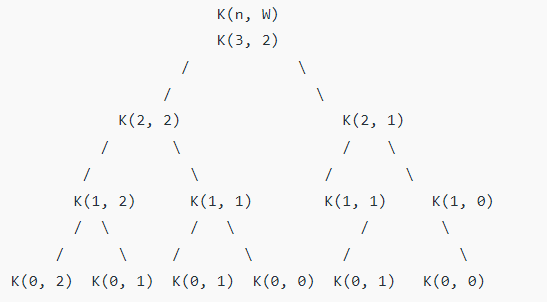 K(n, W)
K(3, 2)
/ \
/ \
K(2, 2) K(2, 1)
/ \ / \
/ \ / \
K(1, 2) K(1, 1) K(1, 1) K(1, 0)
/ \ / \ / \
/ \ / \ / \
K(0, 2) K(0, 1) K(0, 1) K(0, 0) K(0, 1) K(0, 0)